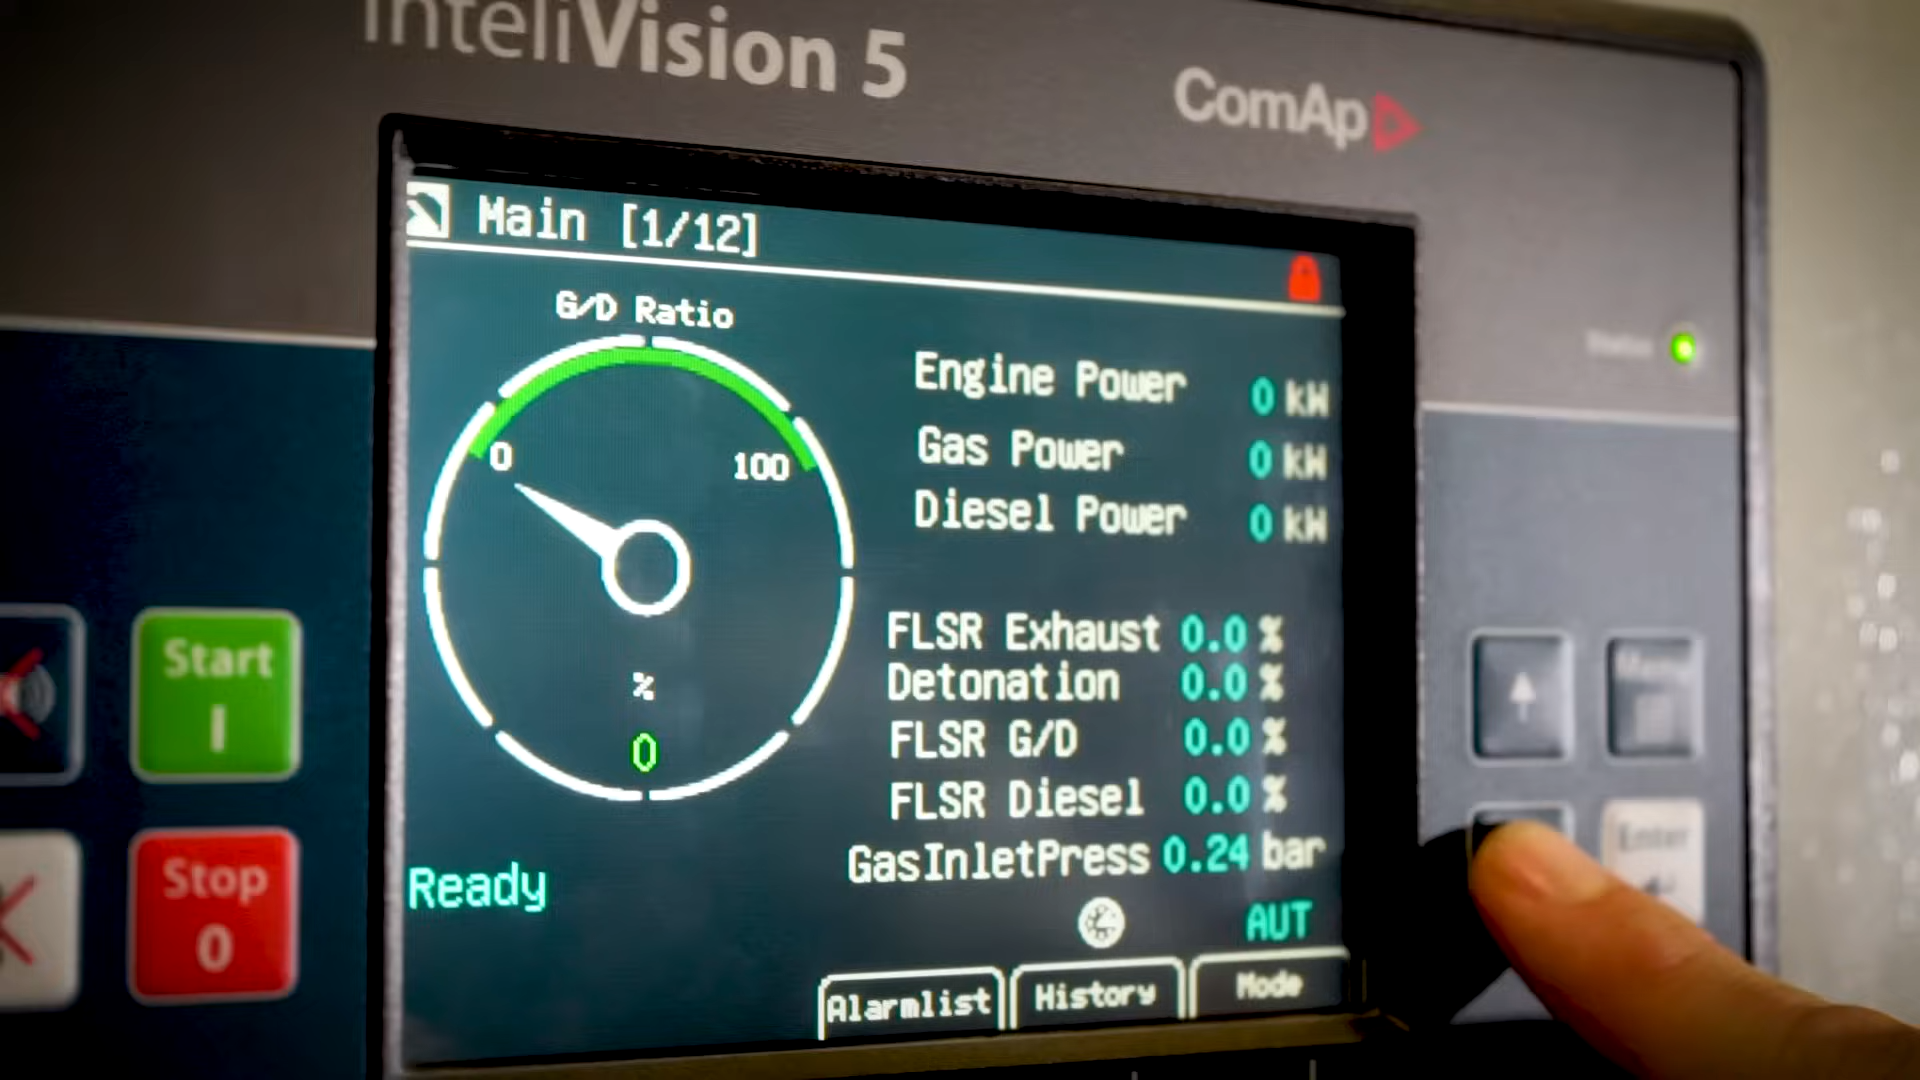 InteliVision 5
ComAp
Main [1/12]
G/D Ratio
0
100
%
0
Engine Power 0 kW
Gas Power 0 kW
Diesel Power 0 kW
FLSR Exhaust 0.0 %
Detonation 0.0 %
FLSR G/D 0.0 %
FLSR Diesel 0.0 %
GasInletPress 0.24 bar
Ready
AUT
Alarmlist
History
Mode
Start
I
Stop
0
Status
Menu
Enter